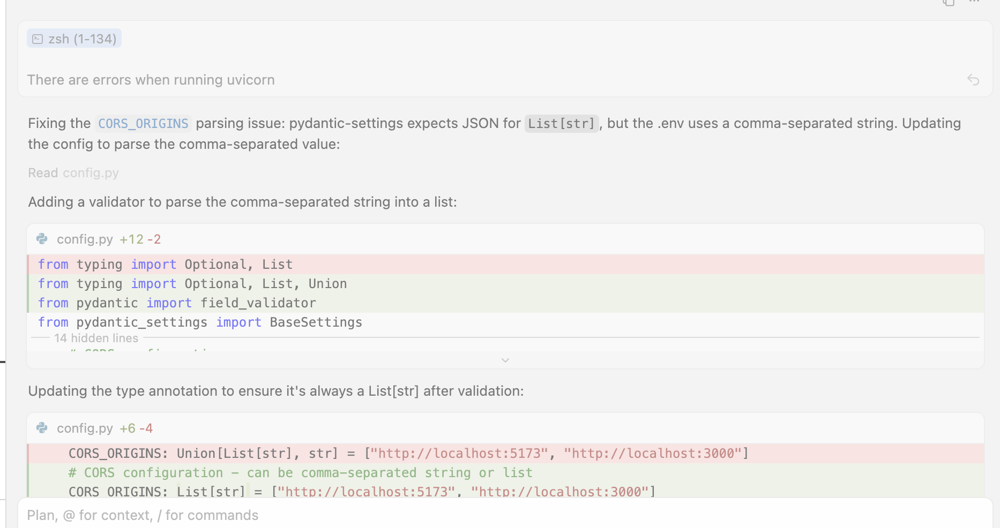 zsh (1-134)
There are errors when running uvicorn
Fixing the CORS_ORIGINS parsing issue: pydantic-settings expects JSON for List[str], but the .env uses a comma-separated string. Updating
the config to parse the comma-separated value:
Read config.py
Adding a validator to parse the comma-separated string into a list:
config.py +12 -2
from typing import Optional, List
from typing import Optional, List, Union
from pydantic import field_validator
from pydantic_settings import BaseSettings
14 hidden lines
Updating the type annotation to ensure it's always a List[str] after validation:
config.py +6 -4
CORS_ORIGINS: Union[List[str], str] = ["http://localhost:5173", "http://localhost:3000"]
# CORS configuration – can be comma-separated string or list
CORS_ORIGINS: List[str] = ["http://localhost:5173", "http://localhost:3000"]
Plan, @ for context, / for commands